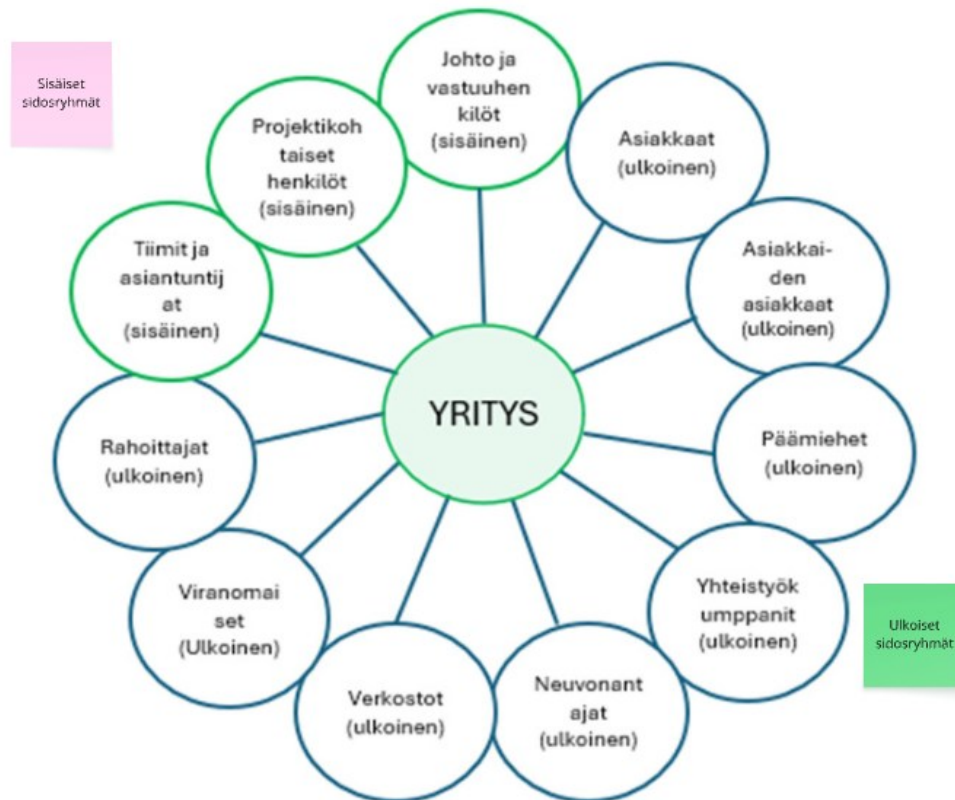 Sisäiset
sidosryhmät
Johto ja
vastuuhen
kilöt
(sisäinen)
Projektikoh
taiset
henkilöt
(sisäinen)
Asiakkaat
(ulkoinen)
Tiimit ja
asiantuntij
at
(sisäinen)
Asiakkai-
den
asiakkaat
(ulkoinen)
YRITYS
Rahoittajat
(ulkoinen)
Päämiehet
(ulkoinen)
Viranomai
set
(Ulkoinen)
Yhteistyök
umppanit
(ulkoinen)
Ulkoiset
sidosryhmät
Verkostot
(ulkoinen)
Neuvonant
ajat
(ulkoinen)